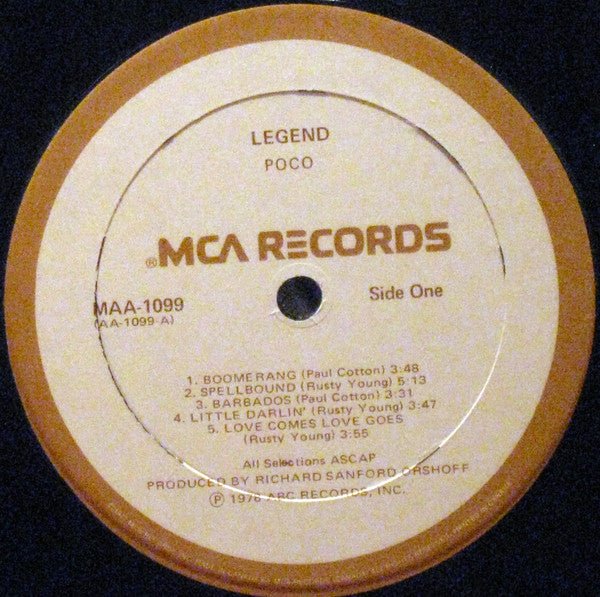 LEGEND
POCO
®MCA RECORDS
MAA-1099
(AA-1099-A)
Side One
1. BOOMERANG (Paul Cotton) 3:48
2. SPELLBOUND (Rusty Young) 5:13
3. BARBADOS (Paul Cotton) 3:31
4. LITTLE DARLIN' (Rusty Young) 3:47
5. LOVE COMES LOVE GOES
(Rusty Young) 3:55
All Selections ASCAP
PRODUCED BY RICHARD SANFORD ORSHOFF
℗ 1978 ABC RECORDS, INC.